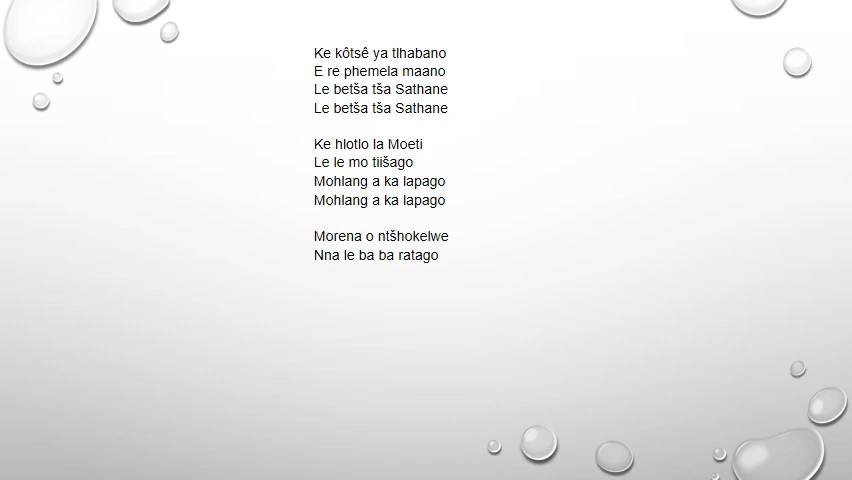 Ke kôtsê ya tlhabano
E re phemela maano
Le betša tša Sathane
Le betša tša Sathane
Ke hlotlo la Moeti
Le le mo tiišago
Mohlang a ka lapago
Mohlang a ka lapago
Morena o ntšhokelwe
Nna le ba ba ratago